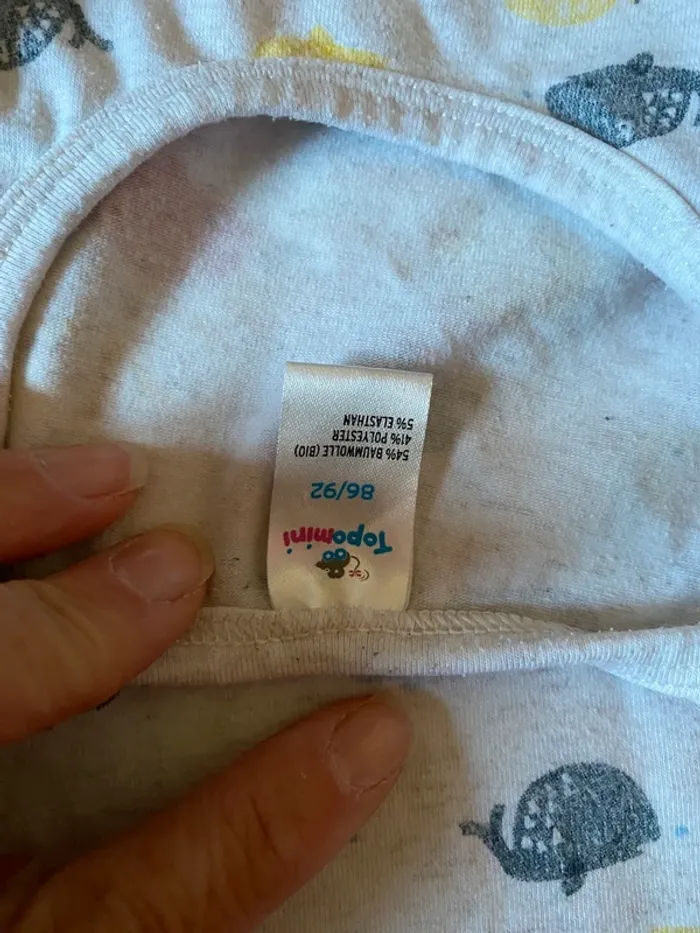 Topomini
86/92
54% BAUMWOLLE (BIO)
41% POLYESTER
5% ELASTHAN